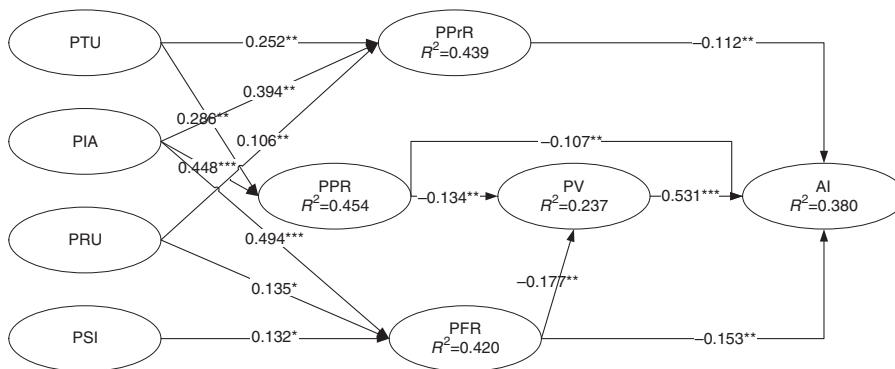 PTU
0.252**
PPrR
R²=0.439
–0.112**
0.394**
0.286**
PIA
0.106**
0.448***
–0.107**
PPR
R²=0.454
–0.134**
PV
R²=0.237
–0.531***
AI
R²=0.380
PRU
0.494***
0.135*
–0.177**
PSI
0.132*
PFR
R²=0.420
–0.153**